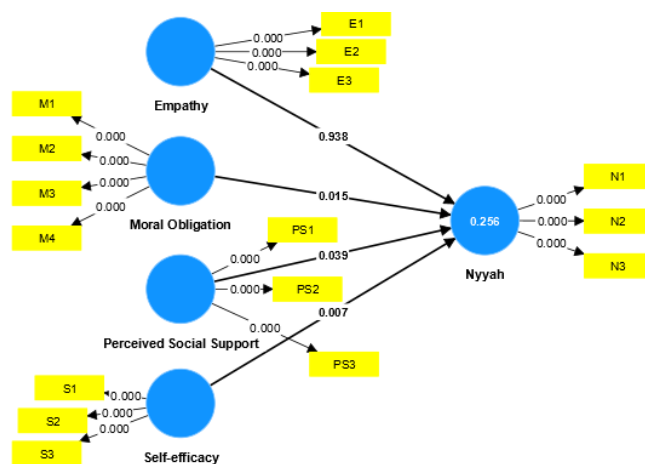 E1
0.000
0.000
E2
0.000
E3
Empathy
M1
0.000
M2
0.000
M3
0.000
M4
0.000
Moral Obligation
0.938
0.015
0.039
0.007
PS1
0.000
0.000
PS2
0.000
PS3
Perceived Social Support
S1
0.000
S2
0.000
S3
0.000
Self-efficacy
0.256
Nyyah
N1
0.000
N2
0.000
N3
0.000